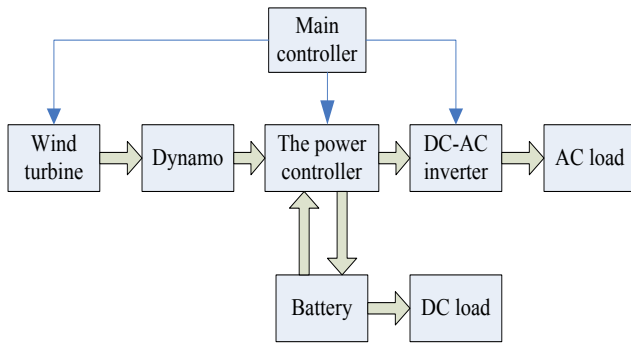 Main
controller
Wind
turbine
Dynamo
The power
controller
DC-AC
inverter
AC load
Battery
DC load